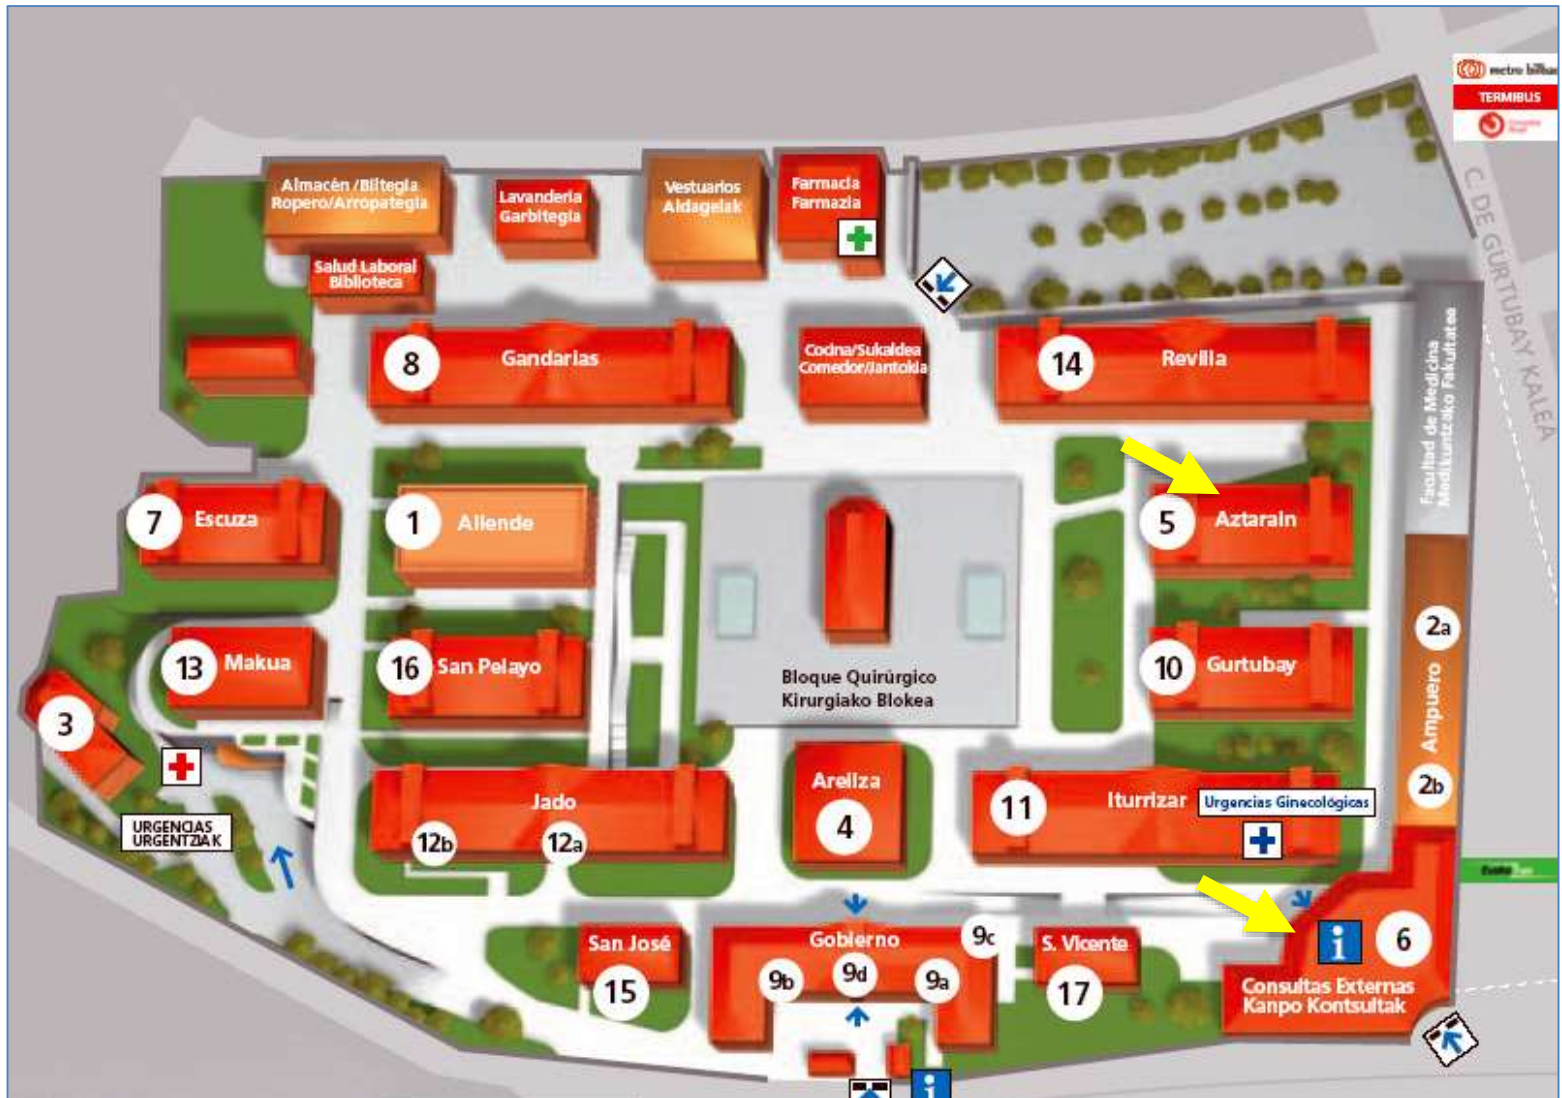 metro bilbao
TERMIBUS
C. DE GURTUBAY KALEA
Almacén /Biltegia
Ropero/Arropategia
Lavandería
Garbitegia
Vestuarios
Aldagelak
Farmacia
Farmazia
Salud Laboral
Biblioteca
8
Gandarias
Cocina/Sukaldea
Comedor/Jantokia
14
Revilla
Facultad de Medicina
Medikuntzako Fakultatea
7
Escuza
1
Allende
5
Aztarain
13
Makua
16
San Pelayo
Bloque Quirúrgico
Kirurgiako Blokea
10
Gurtubay
2a
Ampuero
2b
3
URGENCIAS
URGENTZIAK
Jado
12b
12a
Areilza
4
11
Iturrizar
Urgencias Ginecológicas
San José
15
Gobierno
9b
9d
9a
9c
S. Vicente
17
i
6
Consultas Externas
Kanpo Kontsultak
i